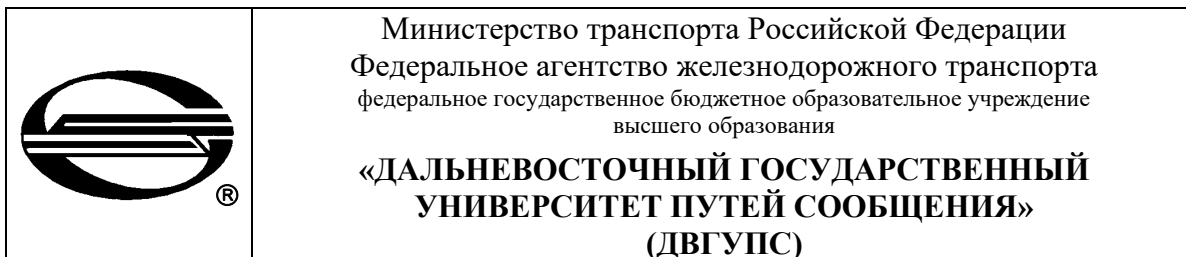 ®
Министерство транспорта Российской Федерации
Федеральное агентство железнодорожного транспорта
федеральное государственное бюджетное образовательное учреждение
высшего образования
«ДАЛЬНЕВОСТОЧНЫЙ ГОСУДАРСТВЕННЫЙ
УНИВЕРСИТЕТ ПУТЕЙ СООБЩЕНИЯ»
(ДВГУПС)